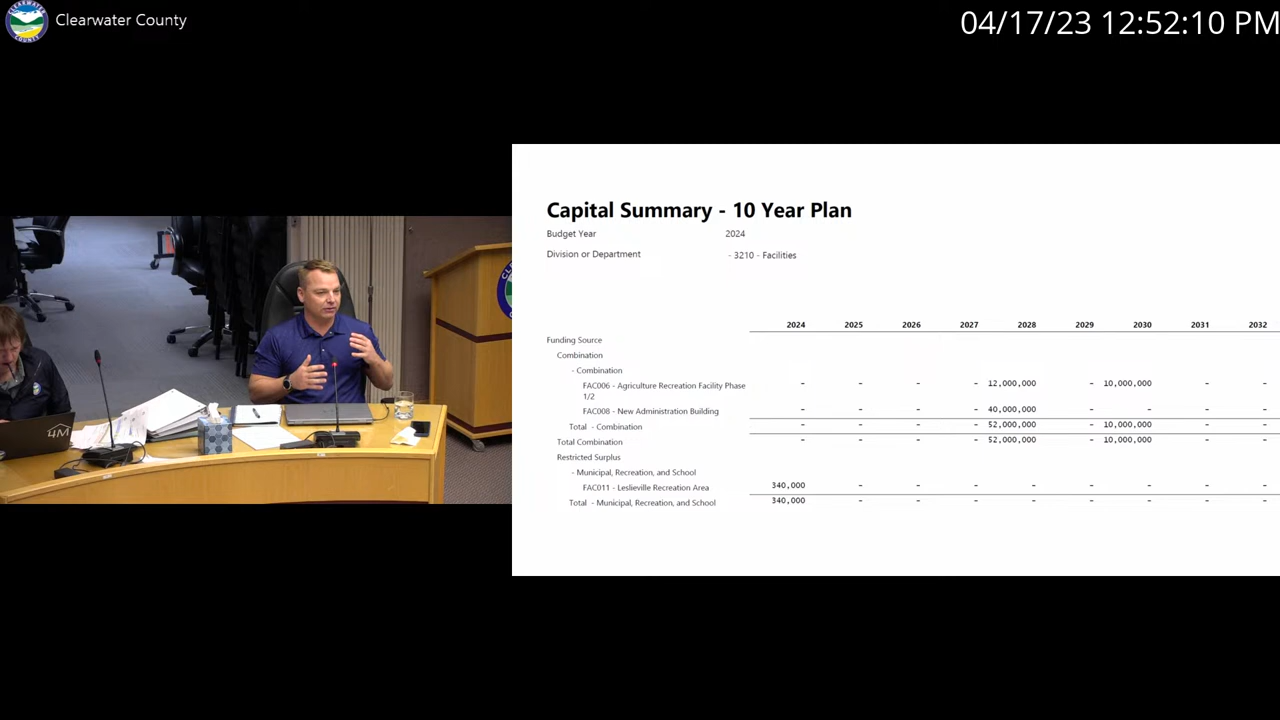 Clearwater County
04/17/23 12:52:10 PM
Capital Summary - 10 Year Plan
Budget Year 2024
Division or Department - 3210 - Facilities
2024 2025 2026 2027 2028 2029 2030 2031 2032
Funding Source
Combination
- Combination
FAC006 - Agriculture Recreation Facility Phase - - - - 12,000,000 - 10,000,000 - -
1/2
FAC008 - New Administration Building - - - - 40,000,000 - - - -
Total - Combination - - - - 52,000,000 - 10,000,000 - -
Total Combination - - - - 52,000,000 - 10,000,000 - -
Restricted Surplus
- Municipal, Recreation, and School
FAC011 - Leslieville Recreation Area 340,000 - - - - - - - -
Total - Municipal, Recreation, and School 340,000 - - - - - - - -